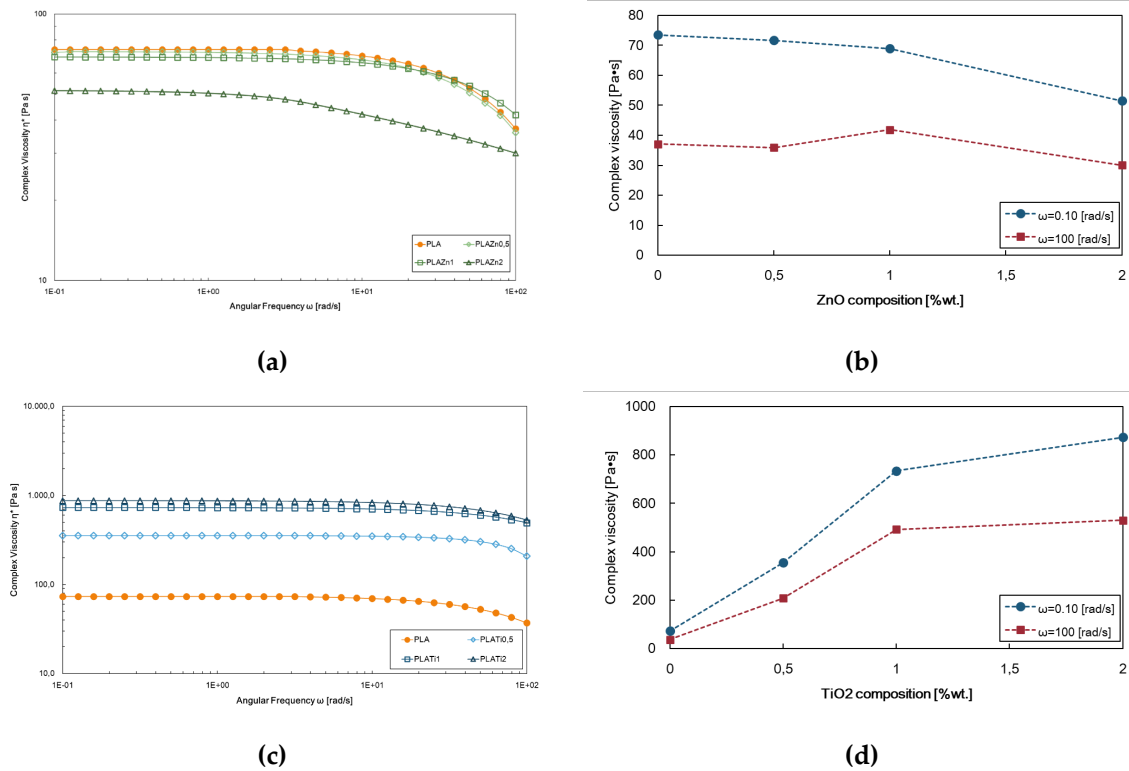 100
10
Complex Viscosity η* [Pa s]
1E-01 1E+00 1E+01 1E+02
Angular Frequency ω [rad/s]
PLA PLAZn0,5
PLAZn1 PLAZn2
(a)
80
70
60
50
40
30
20
10
0
Complex viscosity [Pa•s]
0 0,5 1 1,5 2
ZnO composition [%wt.]
ω=0.10 [rad/s]
ω=100 [rad/s]
(b)
10.000,0
1.000,0
100,0
10,0
Complex Viscosity η* [Pa s]
1E-01 1E+00 1E+01 1E+02
Angular Frequency ω [rad/s]
PLA PLATi0,5
PLATi1 PLATi2
(c)
1000
800
600
400
200
0
Complex viscosity [Pa•s]
0 0,5 1 1,5 2
TiO2 composition [%wt.]
ω=0.10 [rad/s]
ω=100 [rad/s]
(d)